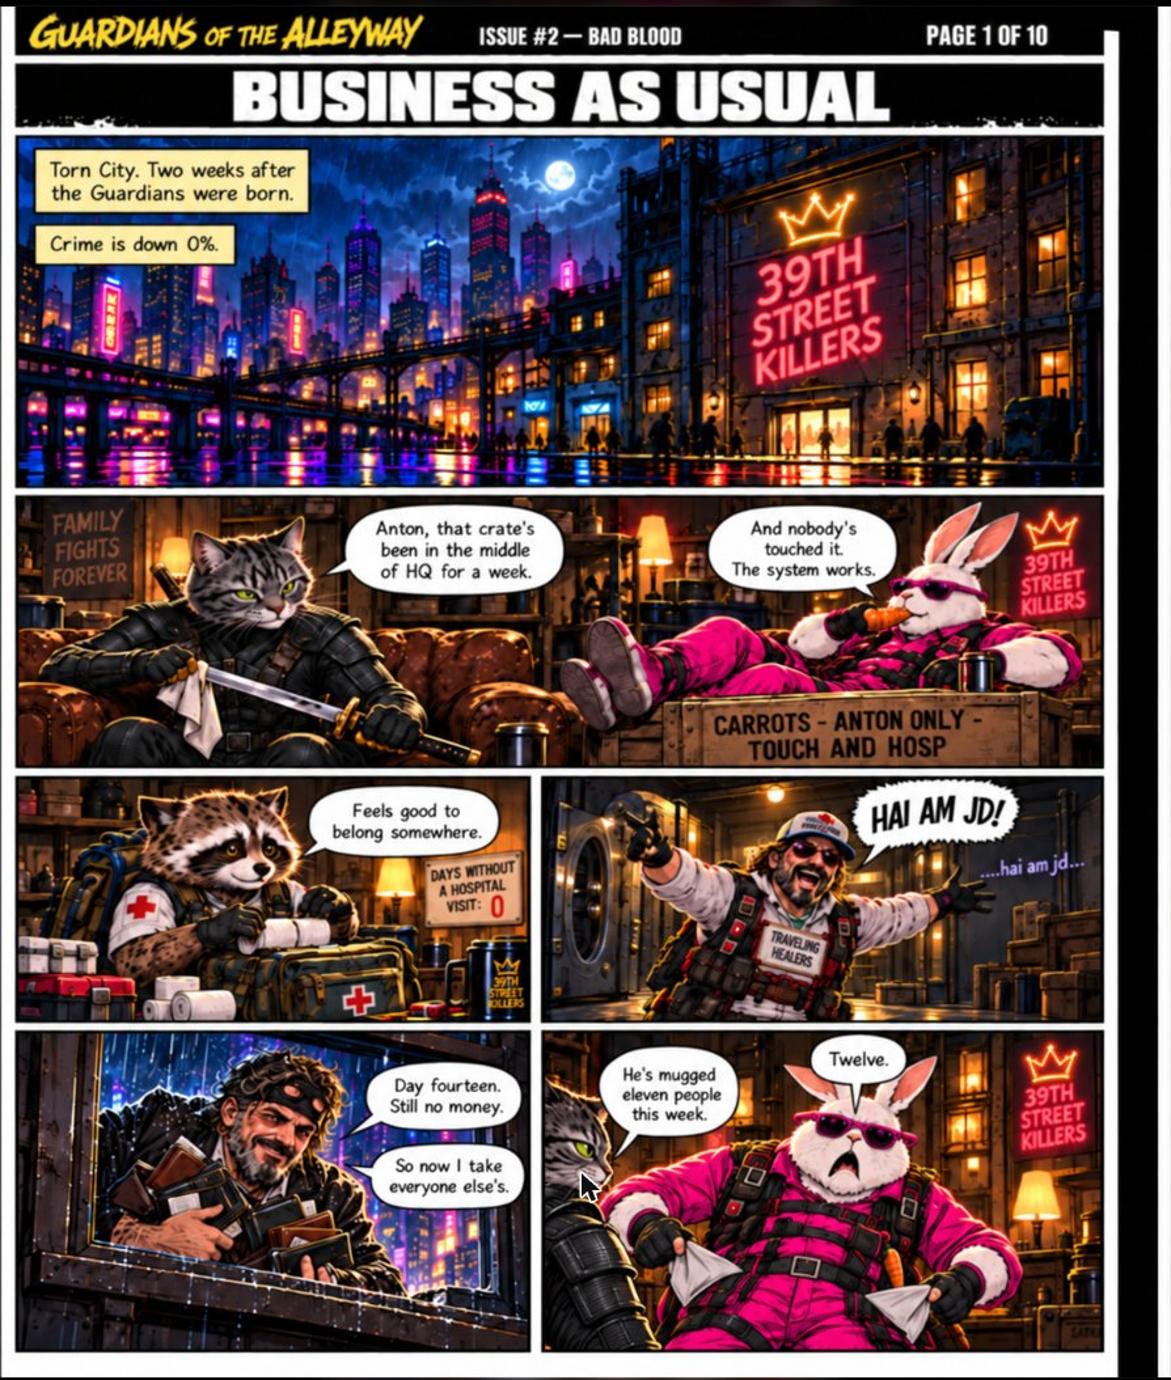 GUARDIANS OF THE ALLEYWAY
ISSUE #2 — BAD BLOOD
PAGE 1 OF 10
BUSINESS AS USUAL
Torn City. Two weeks after
the Guardians were born.
Crime is down 0%.
39TH
STREET
KILLERS
FAMILY
FIGHTS
FOREVER
Anton, that crate's
been in the middle
of HQ for a week.
And nobody's
touched it.
The system works.
39TH
STREET
KILLERS
CARROTS - ANTON ONLY -
TOUCH AND HOSP
Feels good to
belong somewhere.
DAYS WITHOUT
A HOSPITAL
VISIT: 0
39TH
STREET
KILLERS
HAI AM JD!
....hai am jd...
TRAVELING
HEALERS
Day fourteen.
Still no money.
So now I take
everyone else's.
He's mugged
eleven people
this week.
Twelve.
39TH
STREET
KILLERS